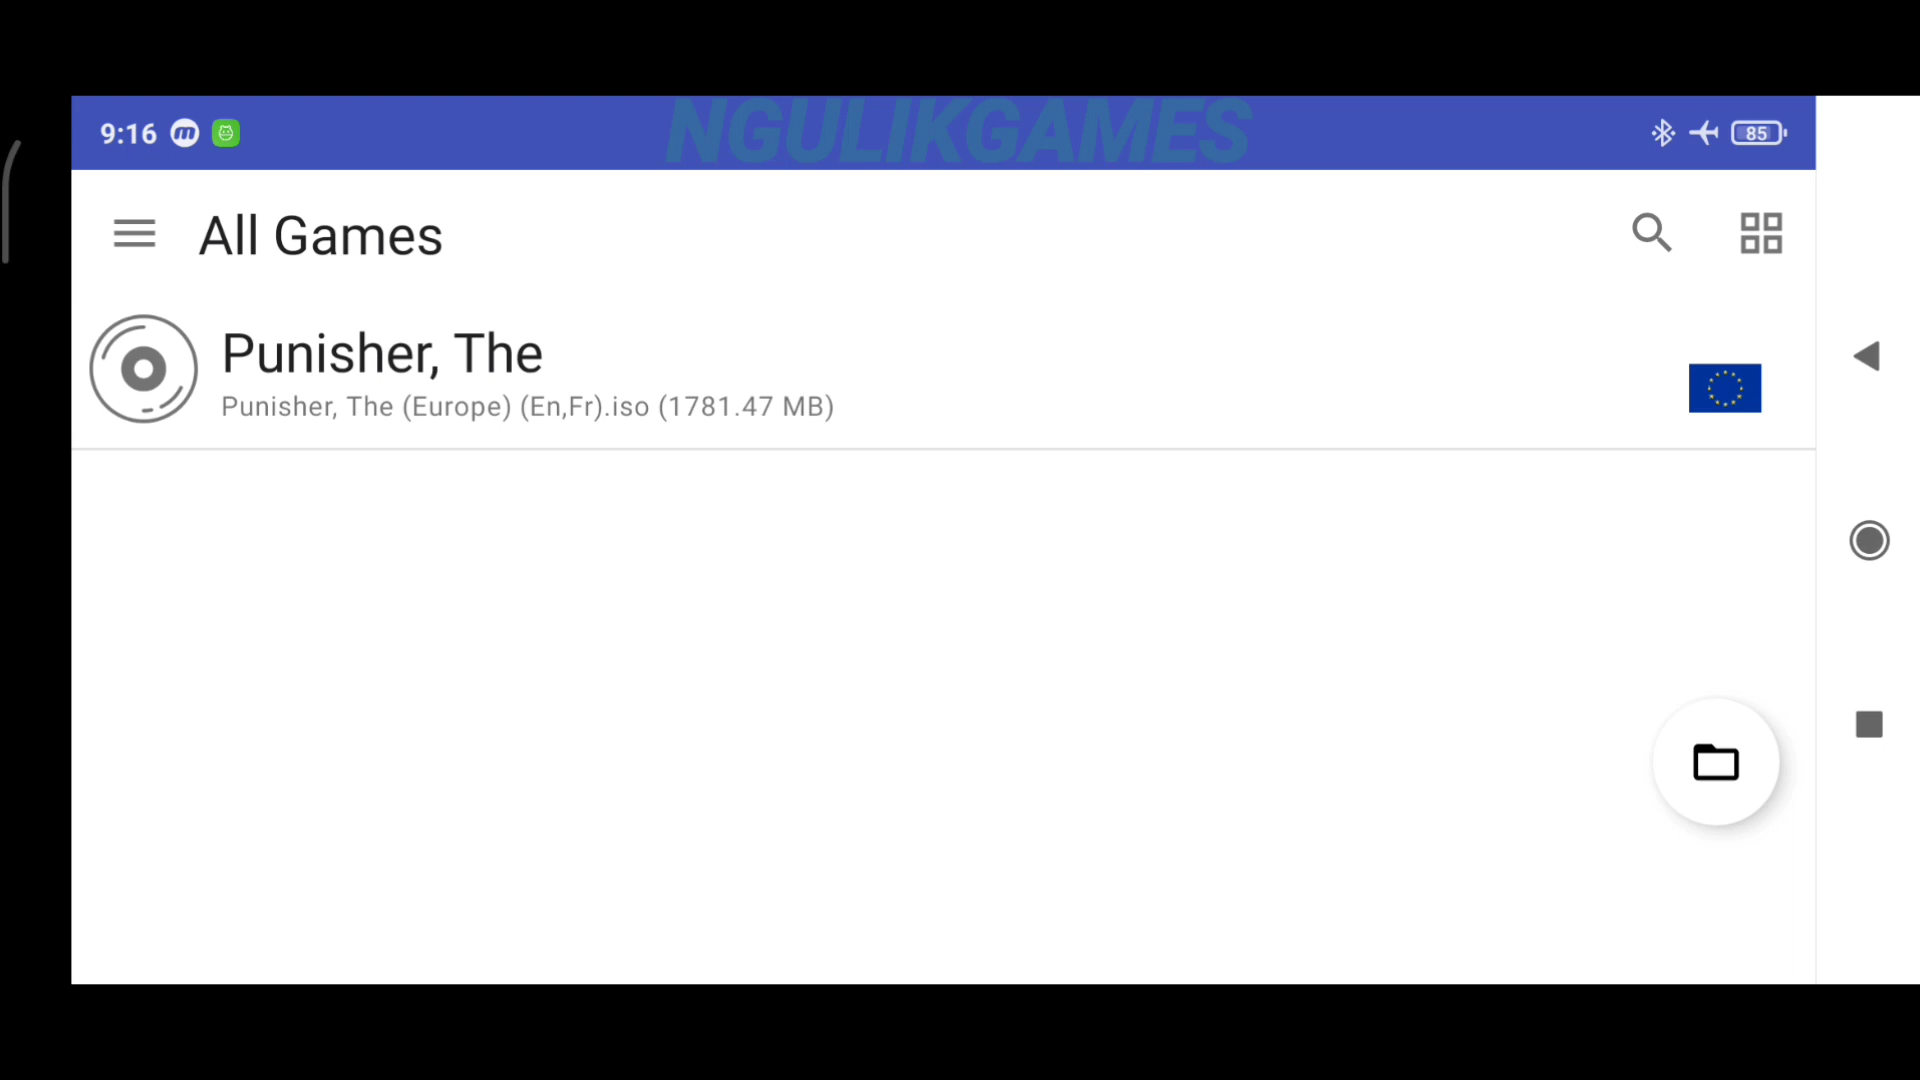 9:16
NGULIKGAMES
85
All Games
Punisher, The
Punisher, The (Europe) (En,Fr).iso (1781.47 MB)